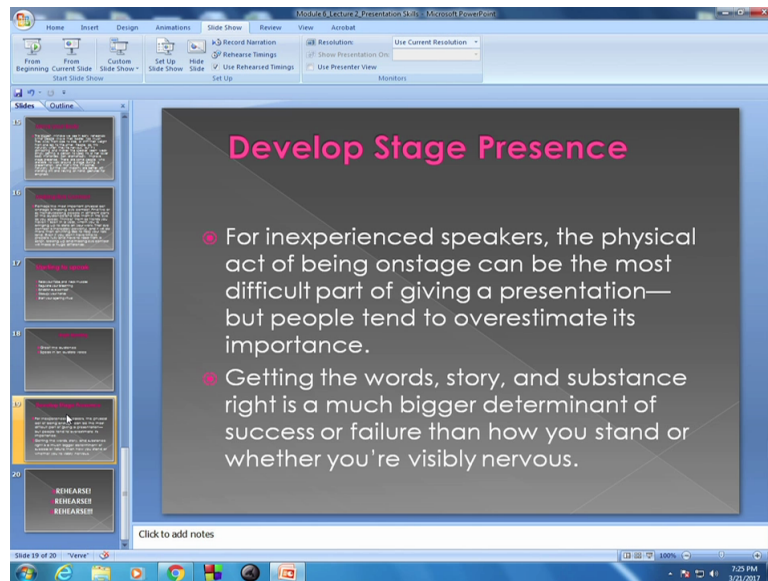 Module 6_Lecture 2_Presentation Skills - Microsoft PowerPoint
Home Insert Design Animations Slide Show Review View Acrobat
From Beginning
From Current Slide
Custom Slide Show
Start Slide Show
Set Up Slide Show
Hide Slide
Record Narration
Rehearse Timings
Use Rehearsed Timings
Set Up
Resolution: Use Current Resolution
Show Presentation On:
Use Presenter View
Monitors
Slides Outline
15
16
17
18
19
20
REHEARSE!
REHEARSE!!
REHEARSE!!!
Develop Stage Presence
For inexperienced speakers, the physical
act of being onstage can be the most
difficult part of giving a presentation—
but people tend to overestimate its
importance.
Getting the words, story, and substance
right is a much bigger determinant of
success or failure than how you stand or
whether you're visibly nervous.
Click to add notes
Slide 19 of 20 "Verve" 100%
7:25 PM
3/21/2017